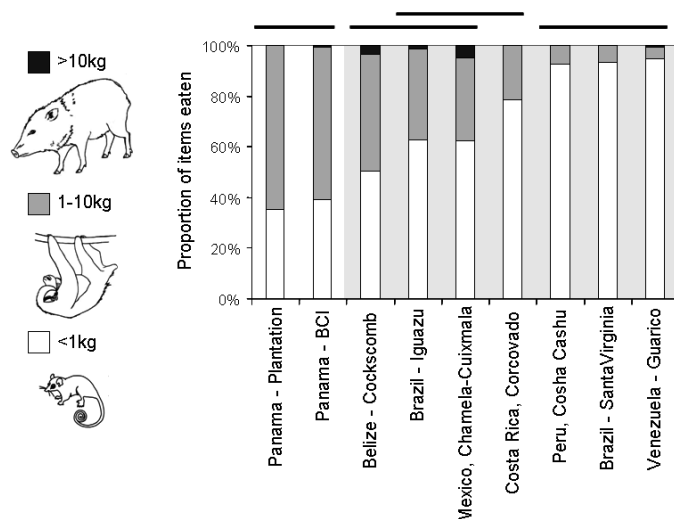 >10kg
1-10kg
<1kg
Proportion of items eaten
100%
80%
60%
40%
20%
0%
Panama - Plantation
Panama - BCI
Belize - Cockscomb
Brazil - Iguazu
Mexico, Chamela-Cuixmala
Costa Rica, Corcovado
Peru, Cosha Cashu
Brazil - SantaVirginia
Venezuela - Guarico